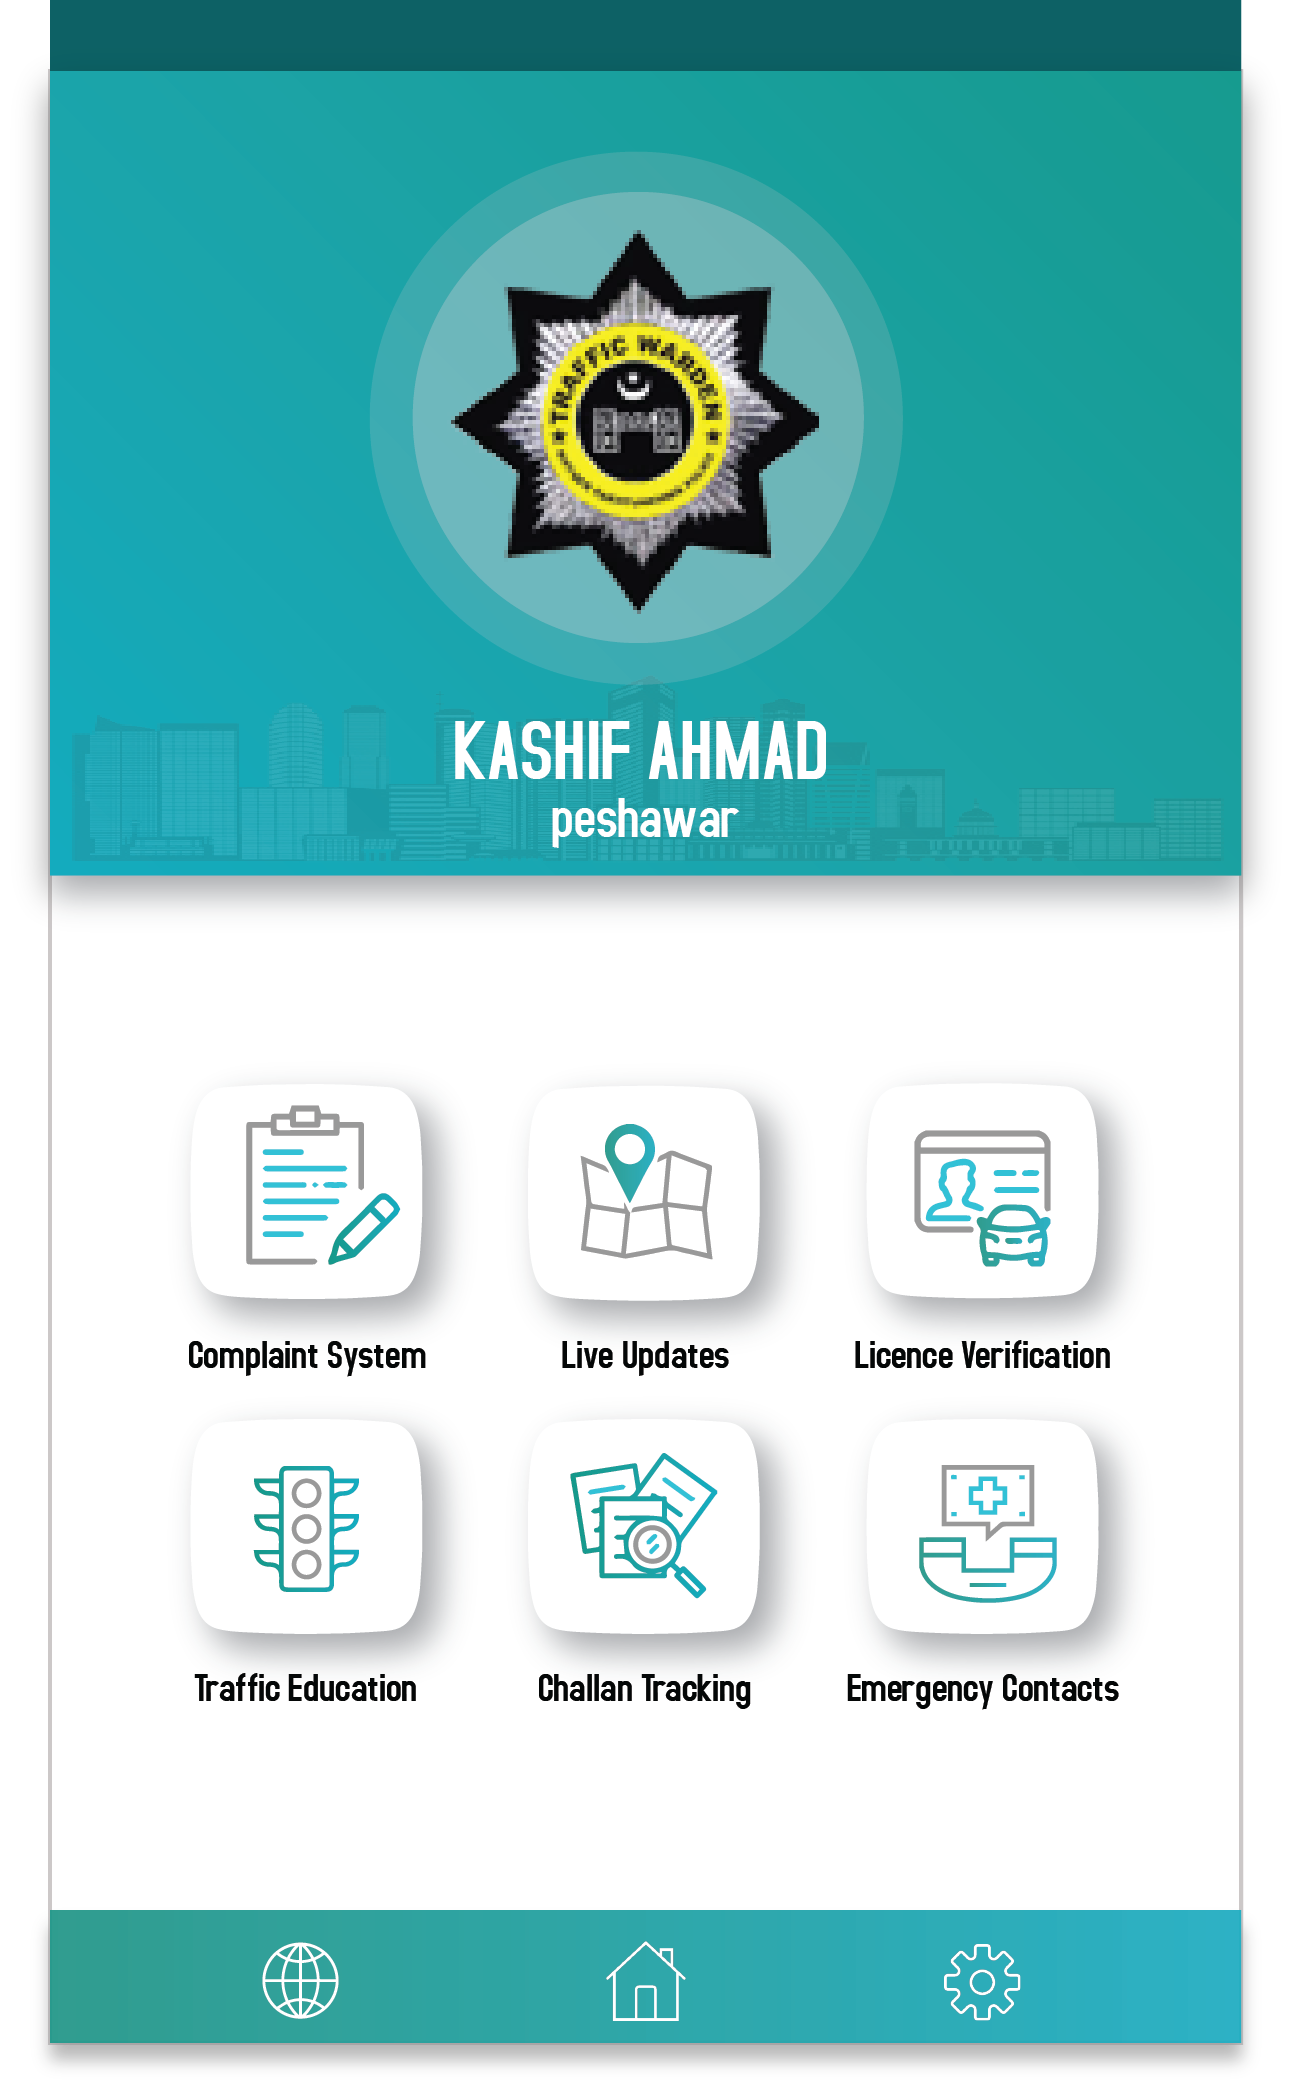 TRAFFIC WARDEN
KASHIF AHMAD
peshawar
Complaint System
Live Updates
Licence Verification
Traffic Education
Challan Tracking
Emergency Contacts